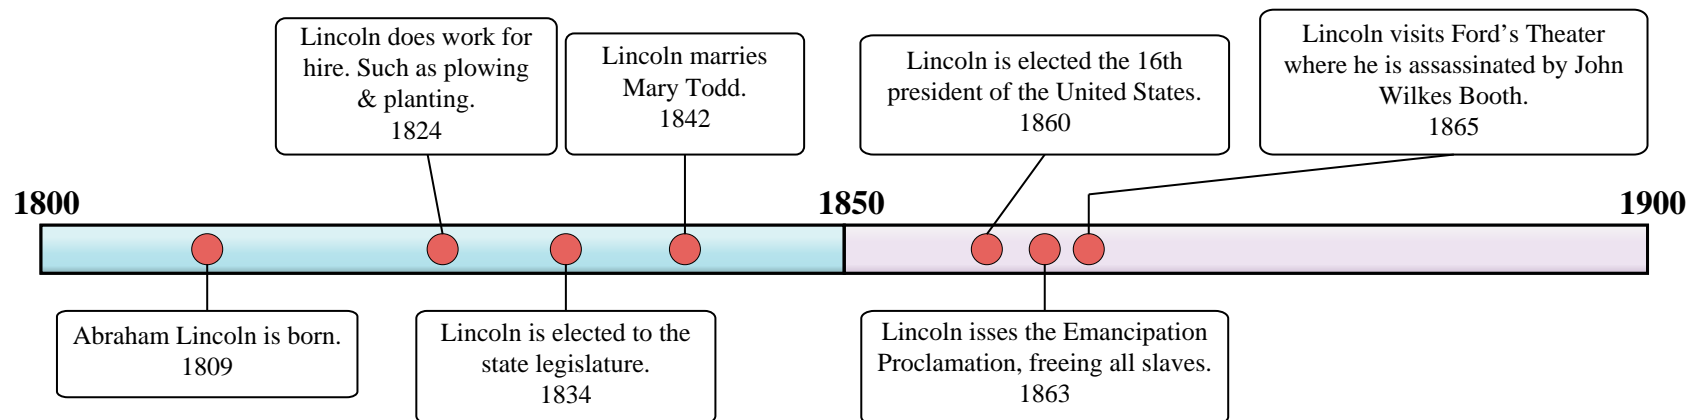 Lincoln does work for
hire. Such as plowing
& planting.
1824
Lincoln marries
Mary Todd.
1842
Lincoln is elected the 16th
president of the United States.
1860
Lincoln visits Ford’s Theater
where he is assassinated by John
Wilkes Booth.
1865
1800
1850
1900
Abraham Lincoln is born.
1809
Lincoln is elected to the
state legislature.
1834
Lincoln isses the Emancipation
Proclamation, freeing all slaves.
1863